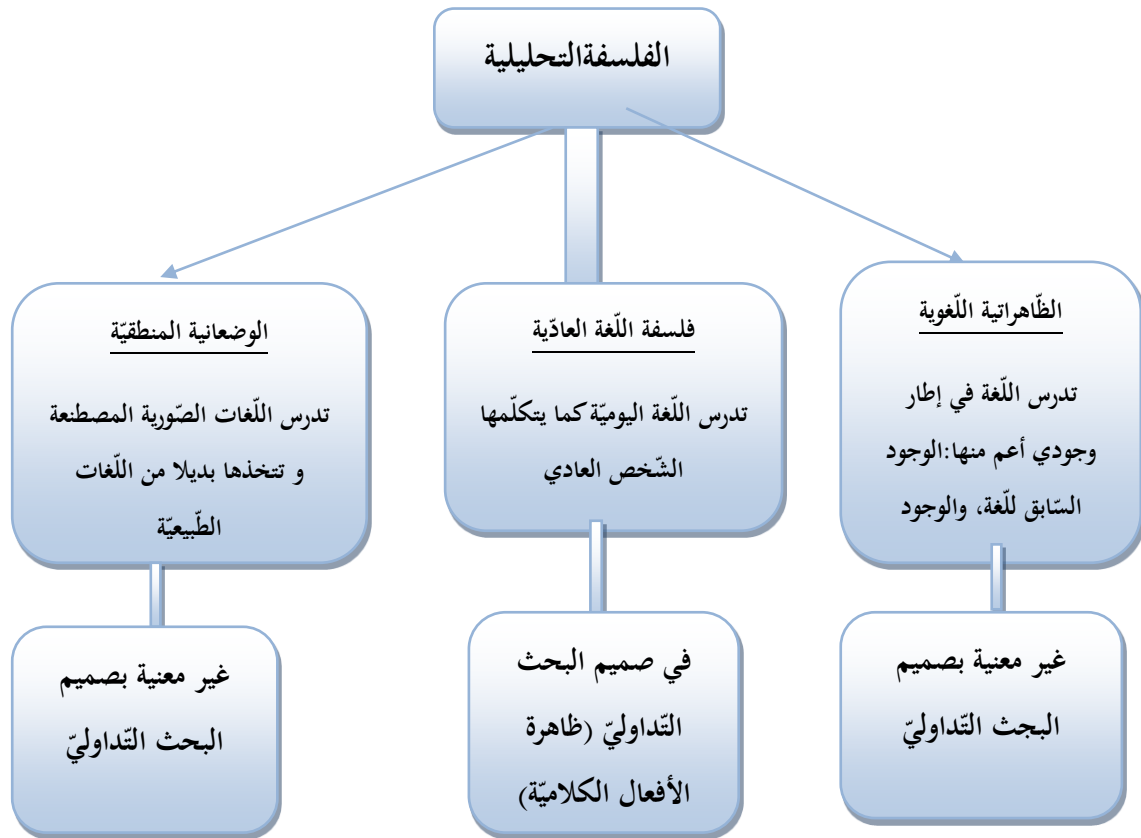 الفلسفةالتحليلية
الظّاهراتية اللّغوية
تدرس اللّغة في إطار
وجودي أعم منها:الوجود
السّابق للّغة، والوجود
فلسفة اللّغة العادّية
تدرس اللّغة اليوميّة كما يتكلّمها
الشّخص العادي
الوضعانية المنطقيّة
تدرس اللّغات الصّورية المصطنعة
و تتخذها بديلا من اللّغات
الطّبيعيّة
غير معنية بصميم
البجث التّداوليّ
في صميم البحث
التّداوليّ (ظاهرة
الأفعال الكلاميّة)
غير معنية بصميم
البحث التّداوليّ